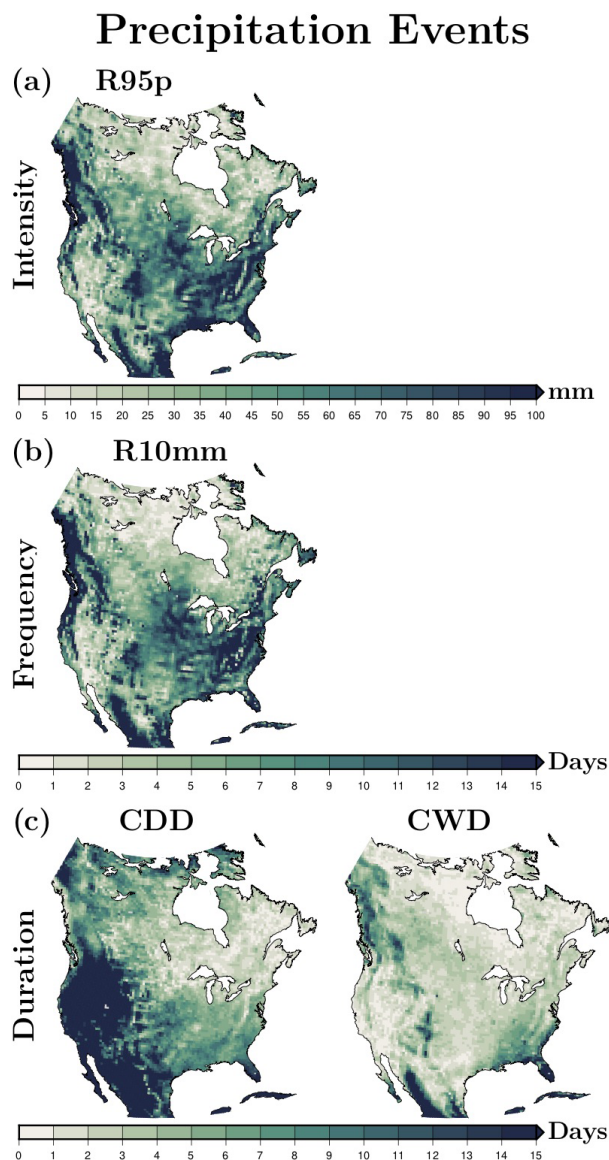 Precipitation Events
(a) R95p
Intensity
mm
0 5 10 15 20 25 30 35 40 45 50 55 60 65 70 75 80 85 90 95 100
(b) R10mm
Frequency
Days
0 1 2 3 4 5 6 7 8 9 10 11 12 13 14 15
(c) CDD CWD
Duration
Days
0 1 2 3 4 5 6 7 8 9 10 11 12 13 14 15